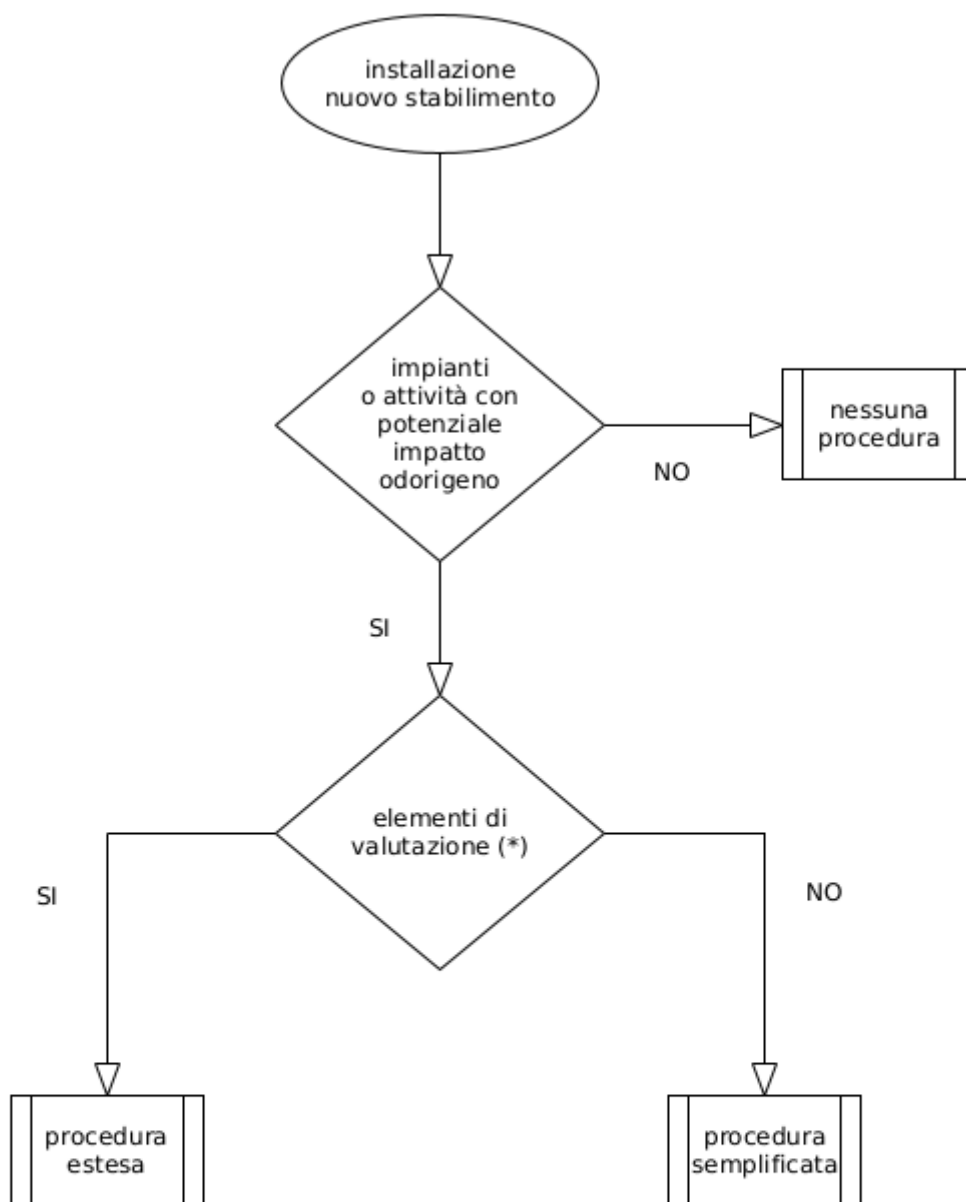 installazione
nuovo stabilimento
impianti
o attività con
potenziale
impatto
odorigeno
nessuna
procedura
NO
SI
elementi di
valutazione (*)
SI
NO
procedura
estesa
procedura
semplificata